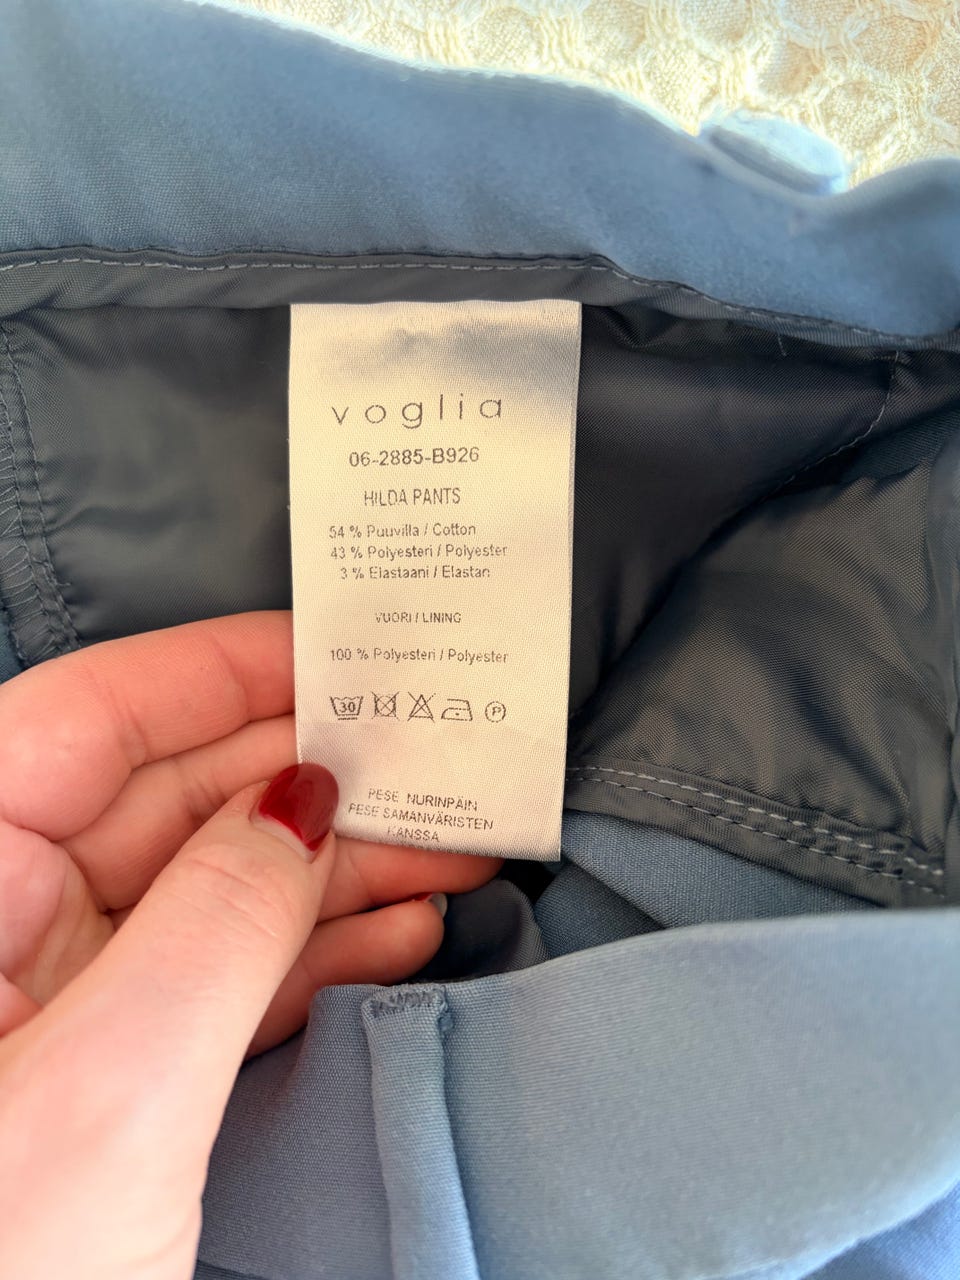 voglia
06-2885-B926
HILDA PANTS
54 % Puuvilla / Cotton
43 % Polyesteri / Polyester
3 % Elastaani / Elastan
VUORI / LINING
100 % Polyesteri / Polyester
30 P
PESE NURINPÄIN
PESE SAMANVÄRISTEN
KANSSA